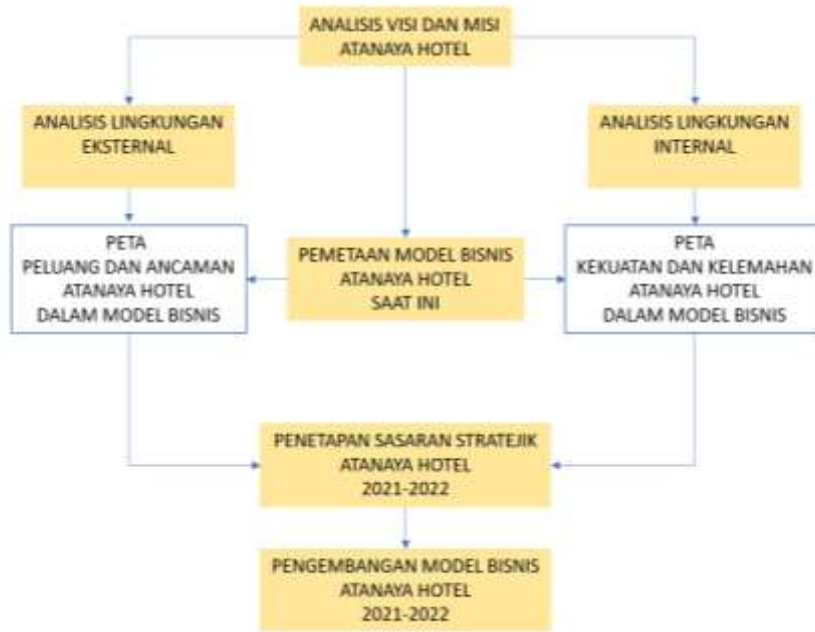 ANALISIS VISI DAN MISI
ATANAYA HOTEL
ANALISIS LINGKUNGAN
EKSTERNAL
ANALISIS LINGKUNGAN
INTERNAL
PETA
PELUANG DAN ANCAMAN
ATANAYA HOTEL
DALAM MODEL BISNIS
PEMETAAN MODEL BISNIS
ATANAYA HOTEL
SAAT INI
PETA
KEKUATAN DAN KELEMAHAN
ATANAYA HOTEL
DALAM MODEL BISNIS
PENETAPAN SASARAN STRATEJIK
ATANAYA HOTEL
2021-2022
PENGEMBANGAN MODEL BISNIS
ATANAYA HOTEL
2021-2022